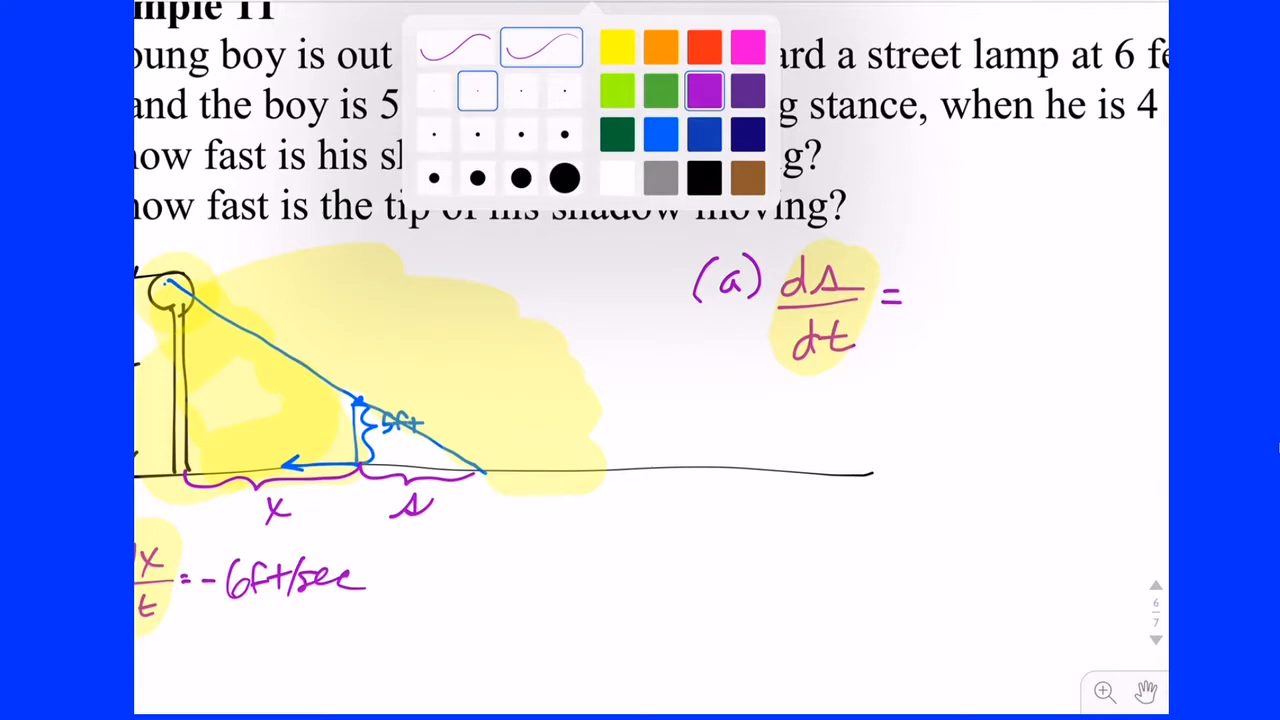 mple 11
oung boy is out ard a street lamp at 6 fe
and the boy is 5 g stance, when he is 4
how fast is his sh g?
how fast is the tip of his shadow moving?
(a) ds/dt =
5ft
x s
dx/t = - 6ft/sec
6
7